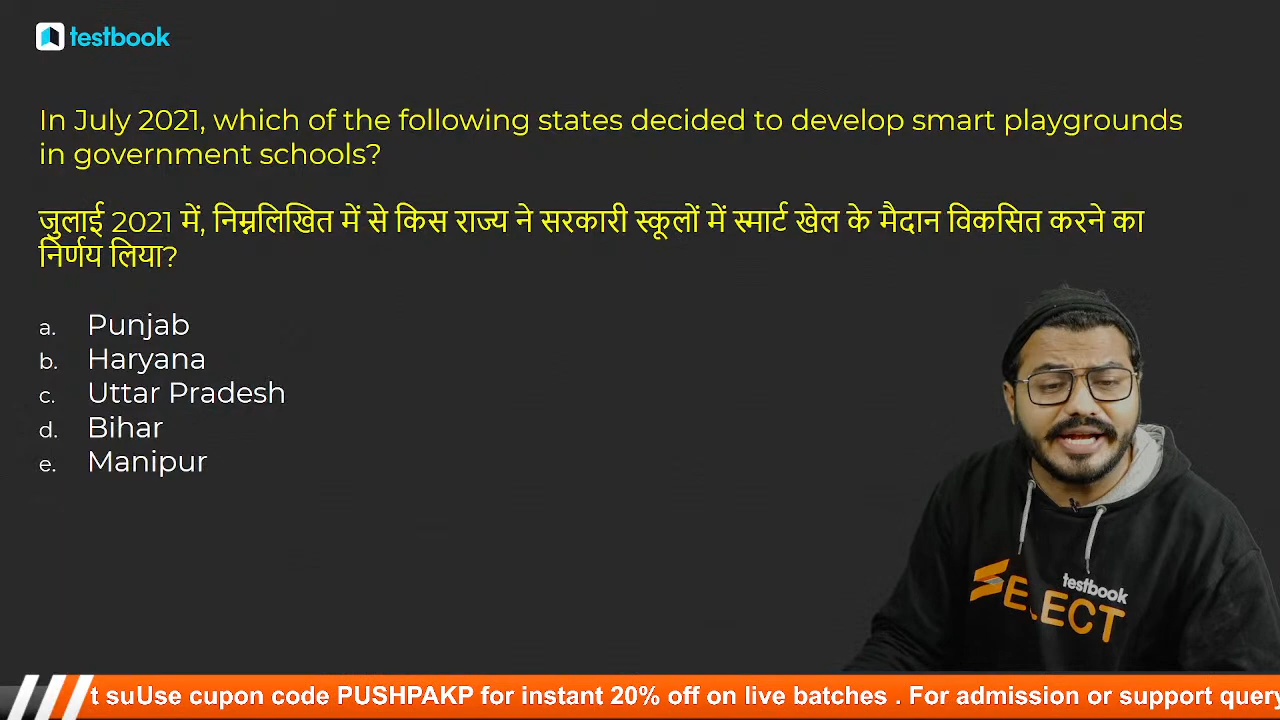 testbook
In July 2021, which of the following states decided to develop smart playgrounds
in government schools?
जुलाई 2021 में, निम्नलिखित में से किस राज्य ने सरकारी स्कूलों में स्मार्ट खेल के मैदान विकसित करने का
निर्णय लिया?
a. Punjab
b. Haryana
c. Uttar Pradesh
d. Bihar
e. Manipur
testbook
SELECT
t suUse cupon code PUSHPAKP for instant 20% off on live batches . For admission or support query